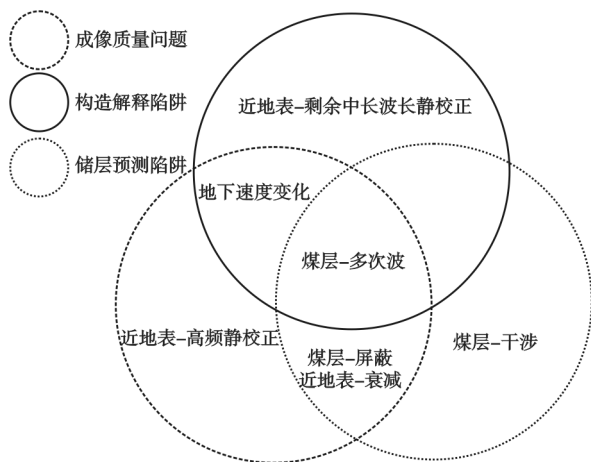 成像质量问题
构造解释陷阱
储层预测陷阱
近地表-剩余中长波长静校正
地下速度变化
煤层-多次波
近地表-高频静校正
煤层-干涉
煤层-屏蔽
近地表-衰减